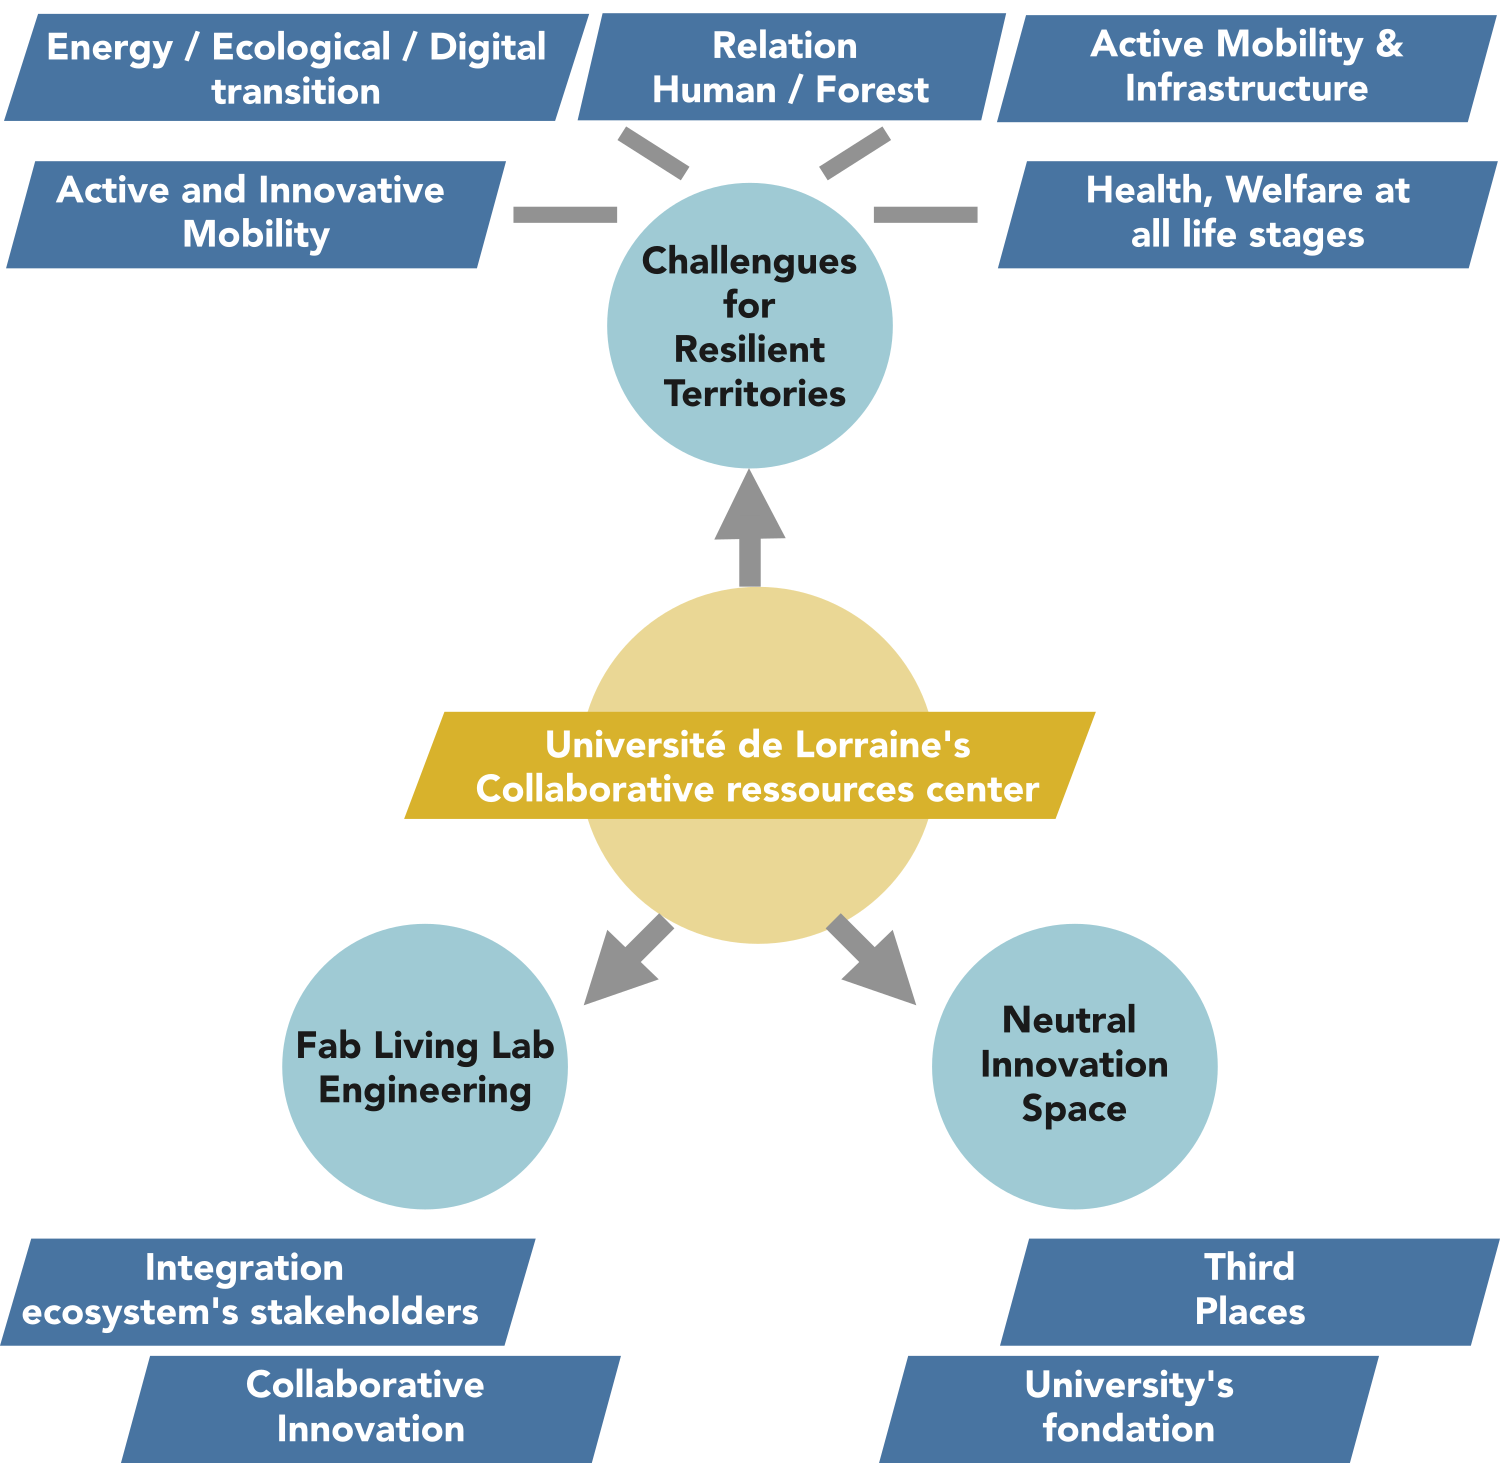 Energy / Ecological / Digital
transition
Relation
Human / Forest
Active Mobility &
Infrastructure
Active and Innovative
Mobility
Health, Welfare at
all life stages
Challengues
for
Resilient
Territories
Université de Lorraine's
Collaborative ressources center
Fab Living Lab
Engineering
Neutral
Innovation
Space
Integration
ecosystem's stakeholders
Third
Places
Collaborative
Innovation
University's
fondation